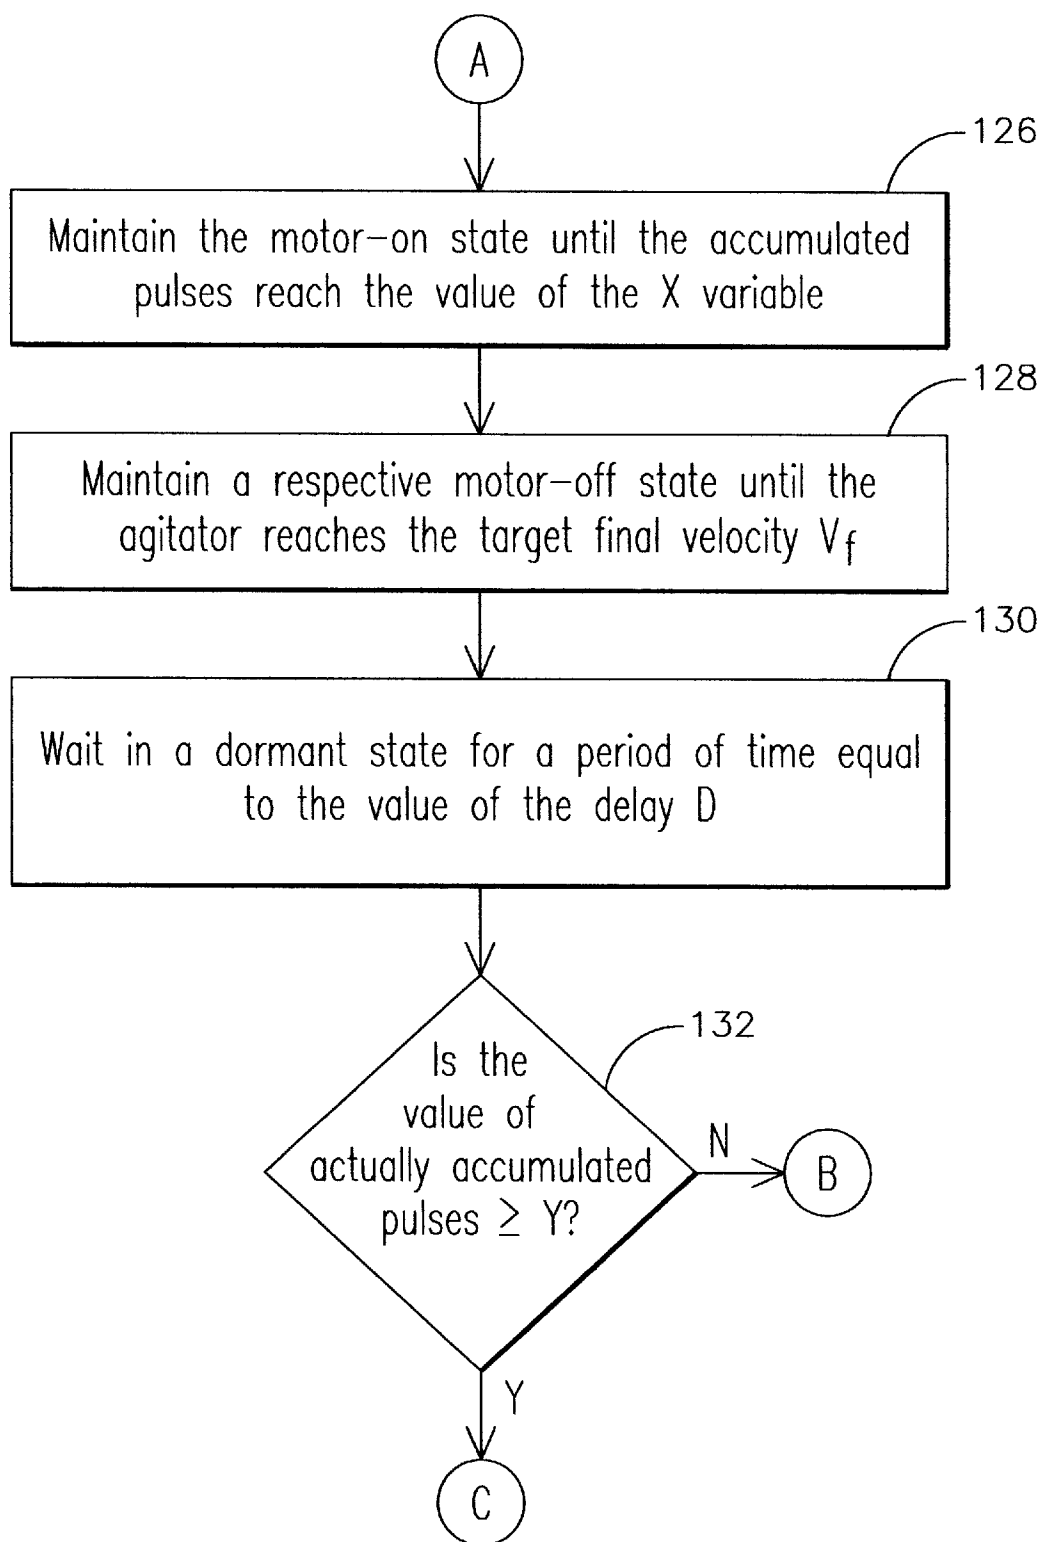 A
126
Maintain the motor-on state until the accumulated
pulses reach the value of the X variable
128
Maintain a respective motor-off state until the
agitator reaches the target final velocity Vf
130
Wait in a dormant state for a period of time equal
to the value of the delay D
132
Is the
value of
actually accumulated
pulses ≥ Y?
N
B
Y
C